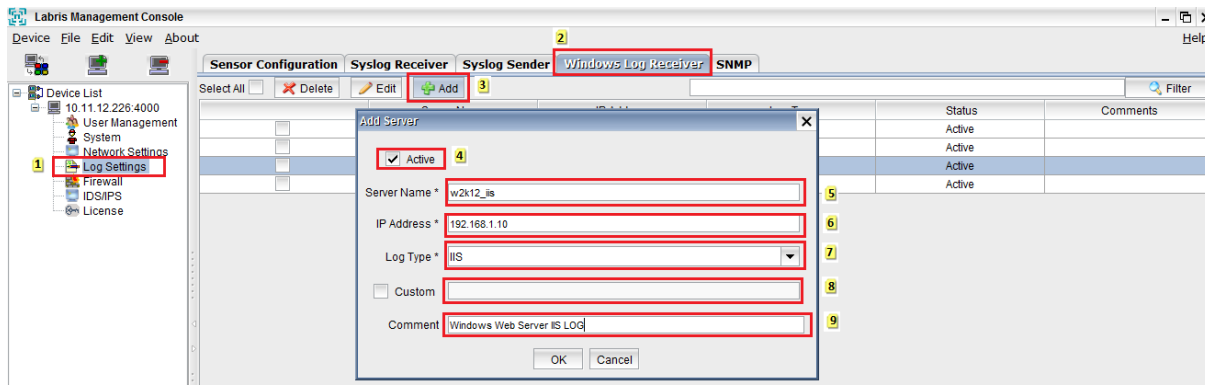 Labris Management Console
Device File Edit View About
Help
2
Sensor Configuration Syslog Receiver Syslog Sender Windows Log Receiver SNMP
Select All Delete Edit Add 3 Filter
Device List
10.11.12.226:4000
User Management
System
Network Settings
1 Log Settings
Firewall
IDS/IPS
License
Status Comments
Active
Active
Active
Active
Add Server
Active 4
Server Name * w2k12_iis 5
IP Address * 192.168.1.10 6
Log Type * IIS 7
Custom 8
Comment Windows Web Server IIS LOG 9
OK Cancel